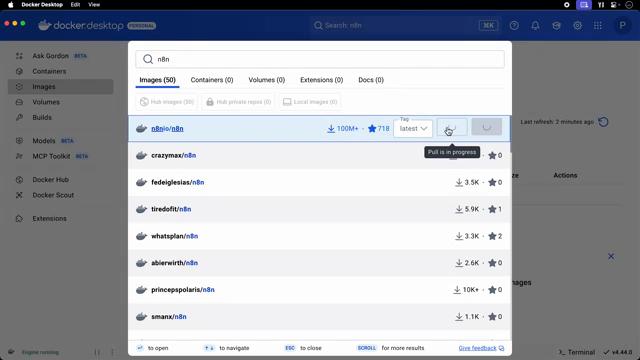 Docker Desktop Edit View
docker.desktop PERSONAL
Search: n8n
⌘K
P
Ask Gordon BETA
Containers
Images
Volumes
Builds
Models BETA
MCP Toolkit BETA
Docker Hub
Docker Scout
Extensions
n8n
Images (50) Containers (0) Volumes (0) Extensions (0) Docs (0)
Hub images (50) Hub private repos (0) Local images (0)
n8nio/n8n 100M+ · 718 Tag latest
Last refresh: 2 minutes ago
Pull is in progress
crazymax/n8n 0
fedeiglesias/n8n 3.5K · 0
tiredofit/n8n 5.9K · 1
whatsplan/n8n 3.3K · 2
abierwirth/n8n 2.6K · 0
princepspolaris/n8n 10K+ · 0
smanx/n8n 1.1K · 0
Actions
to open to navigate ESC to close SCROLL for more results Give feedback
Engine running
Terminal v4.44.0